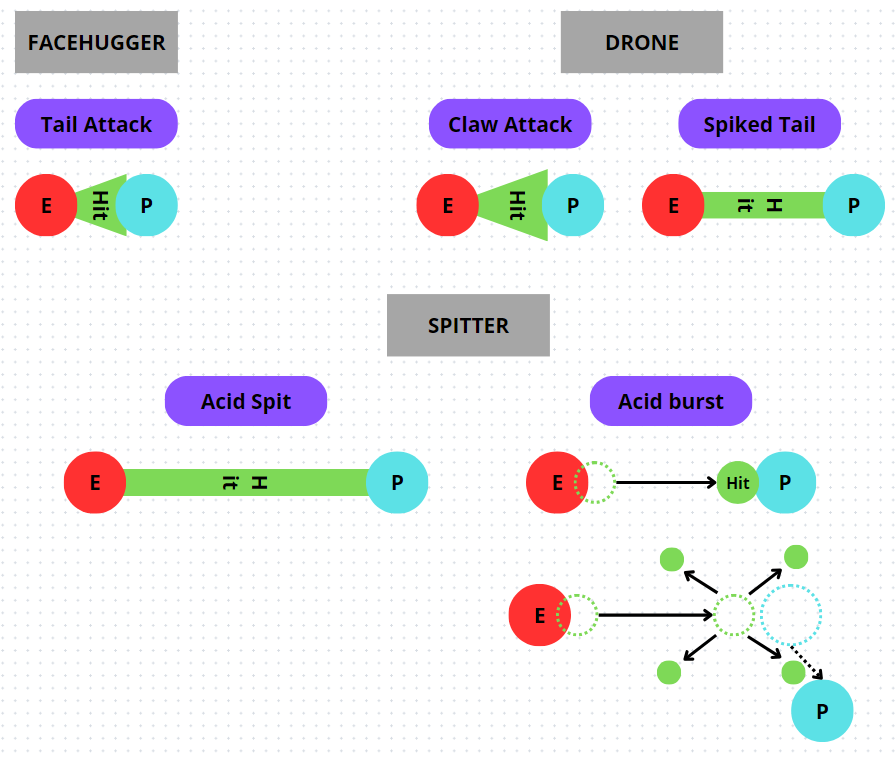 FACEHUGGER
DRONE
Tail Attack
Claw Attack
Spiked Tail
E
Hit
P
E
Hit
P
E
Hit
P
SPITTER
Acid Spit
Acid burst
E
Hit
P
E
Hit
P
E
P